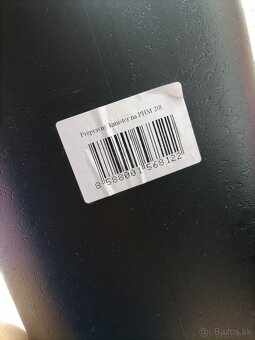 Prepravný kanister na PHM 20l
8 588001 568122
Bazos.sk